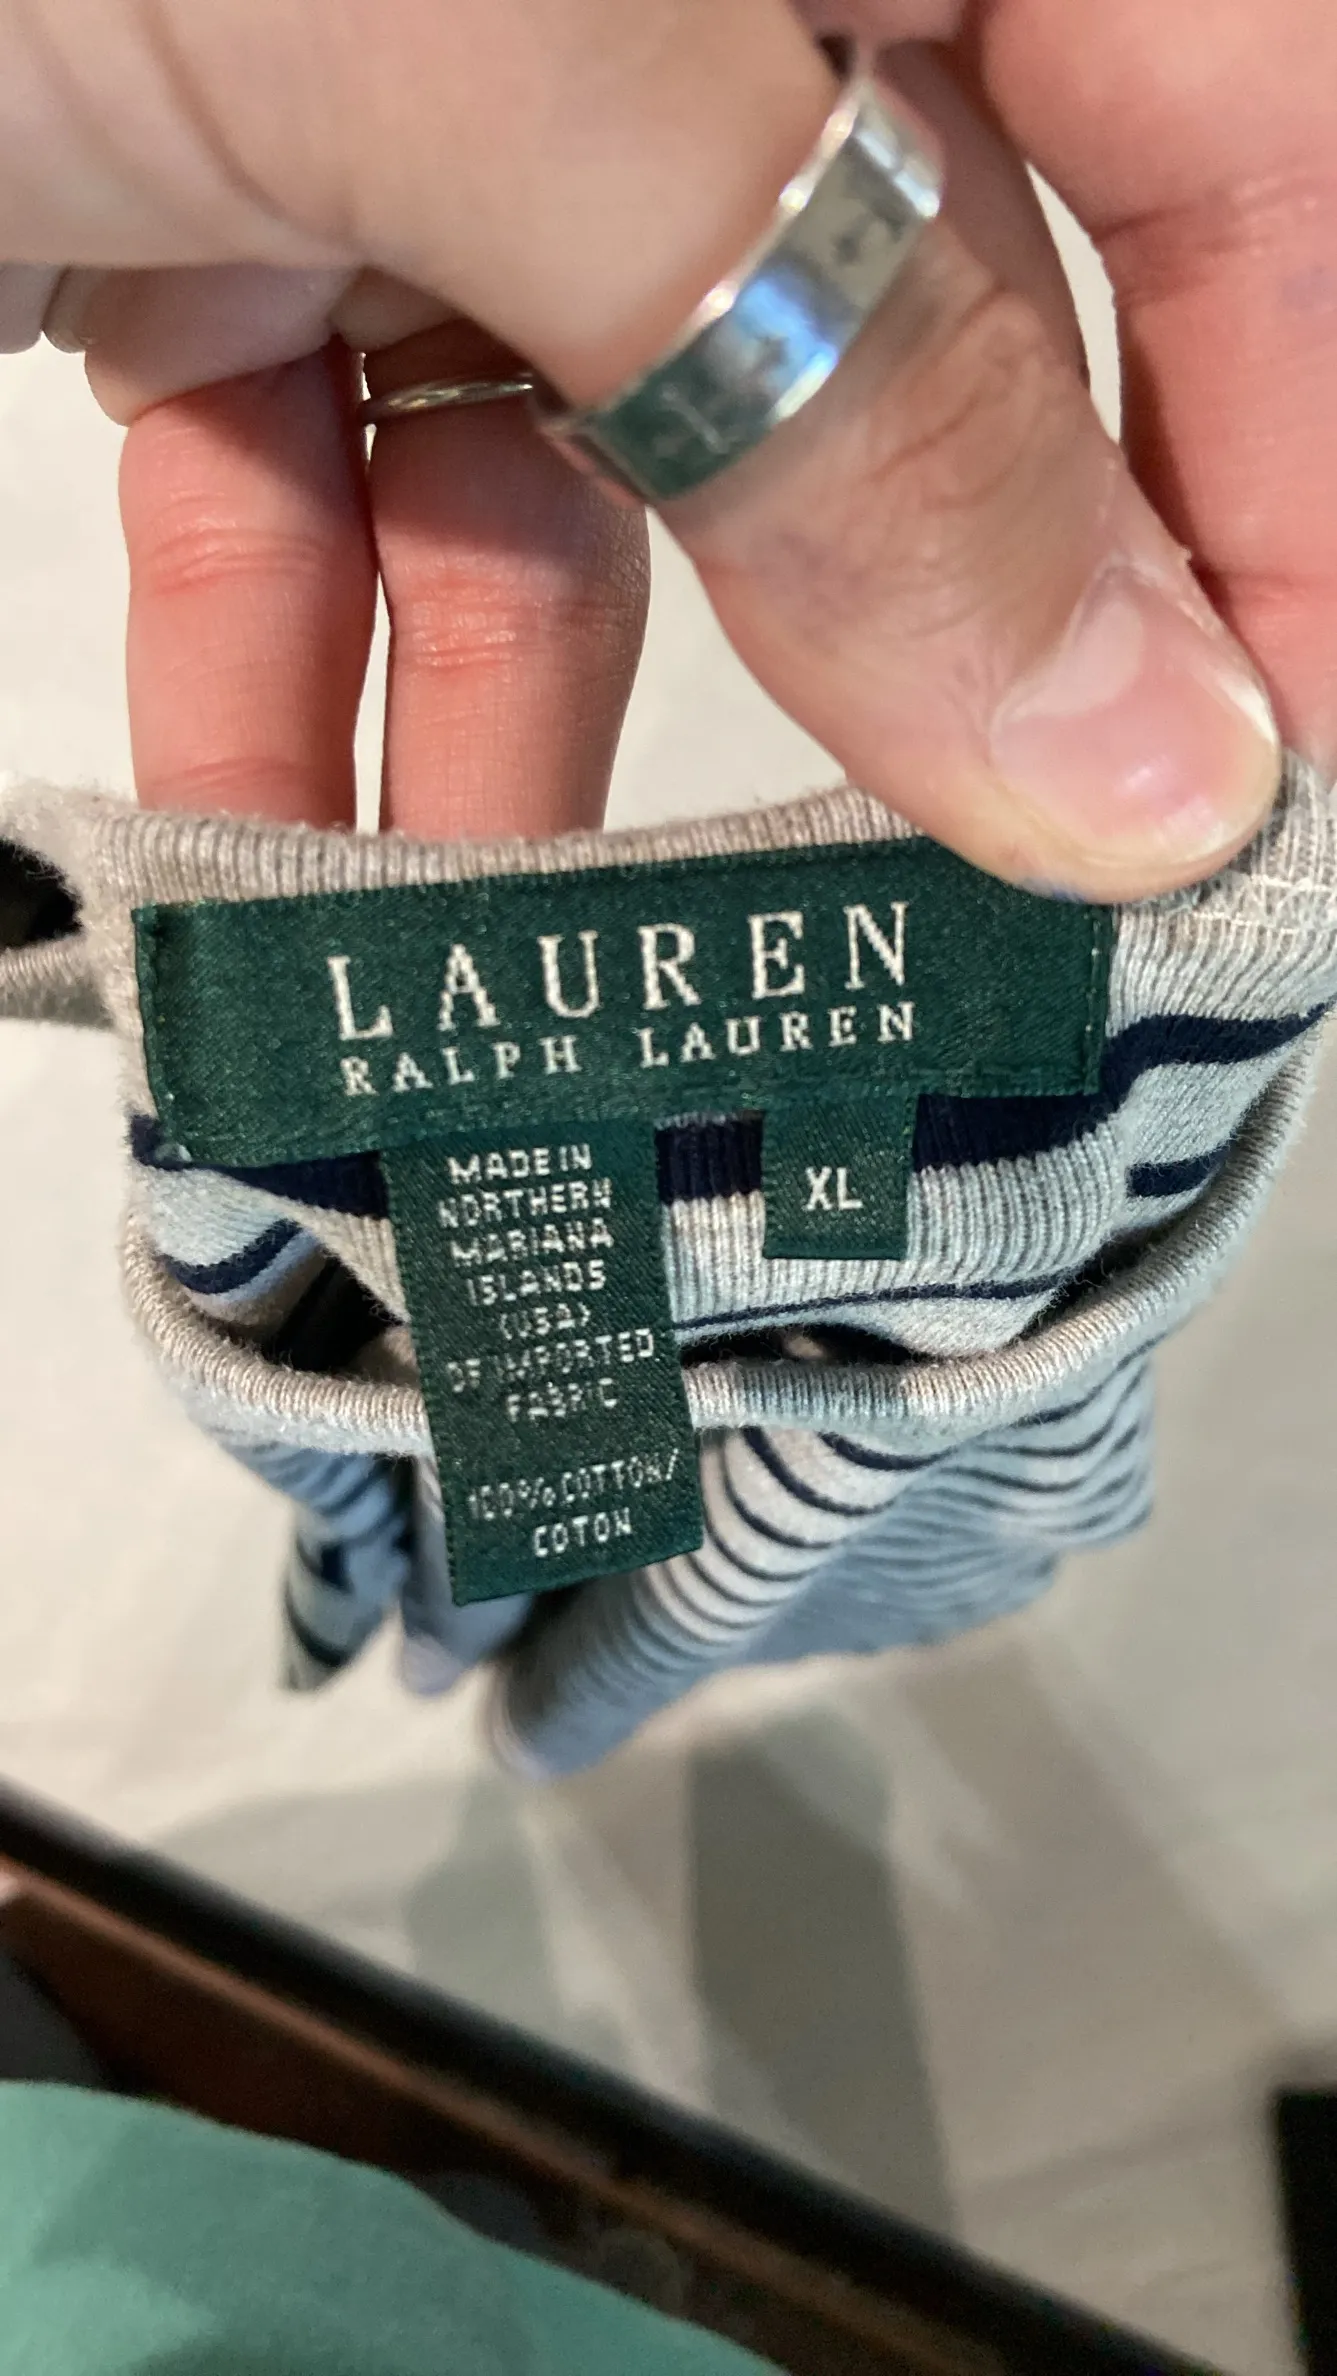 LAUREN
RALPH LAUREN
MADE IN
NORTHERN
MARIANA
ISLANDS
(USA)
OF IMPORTED
FABRIC
100% COTTON/
COTON
XL